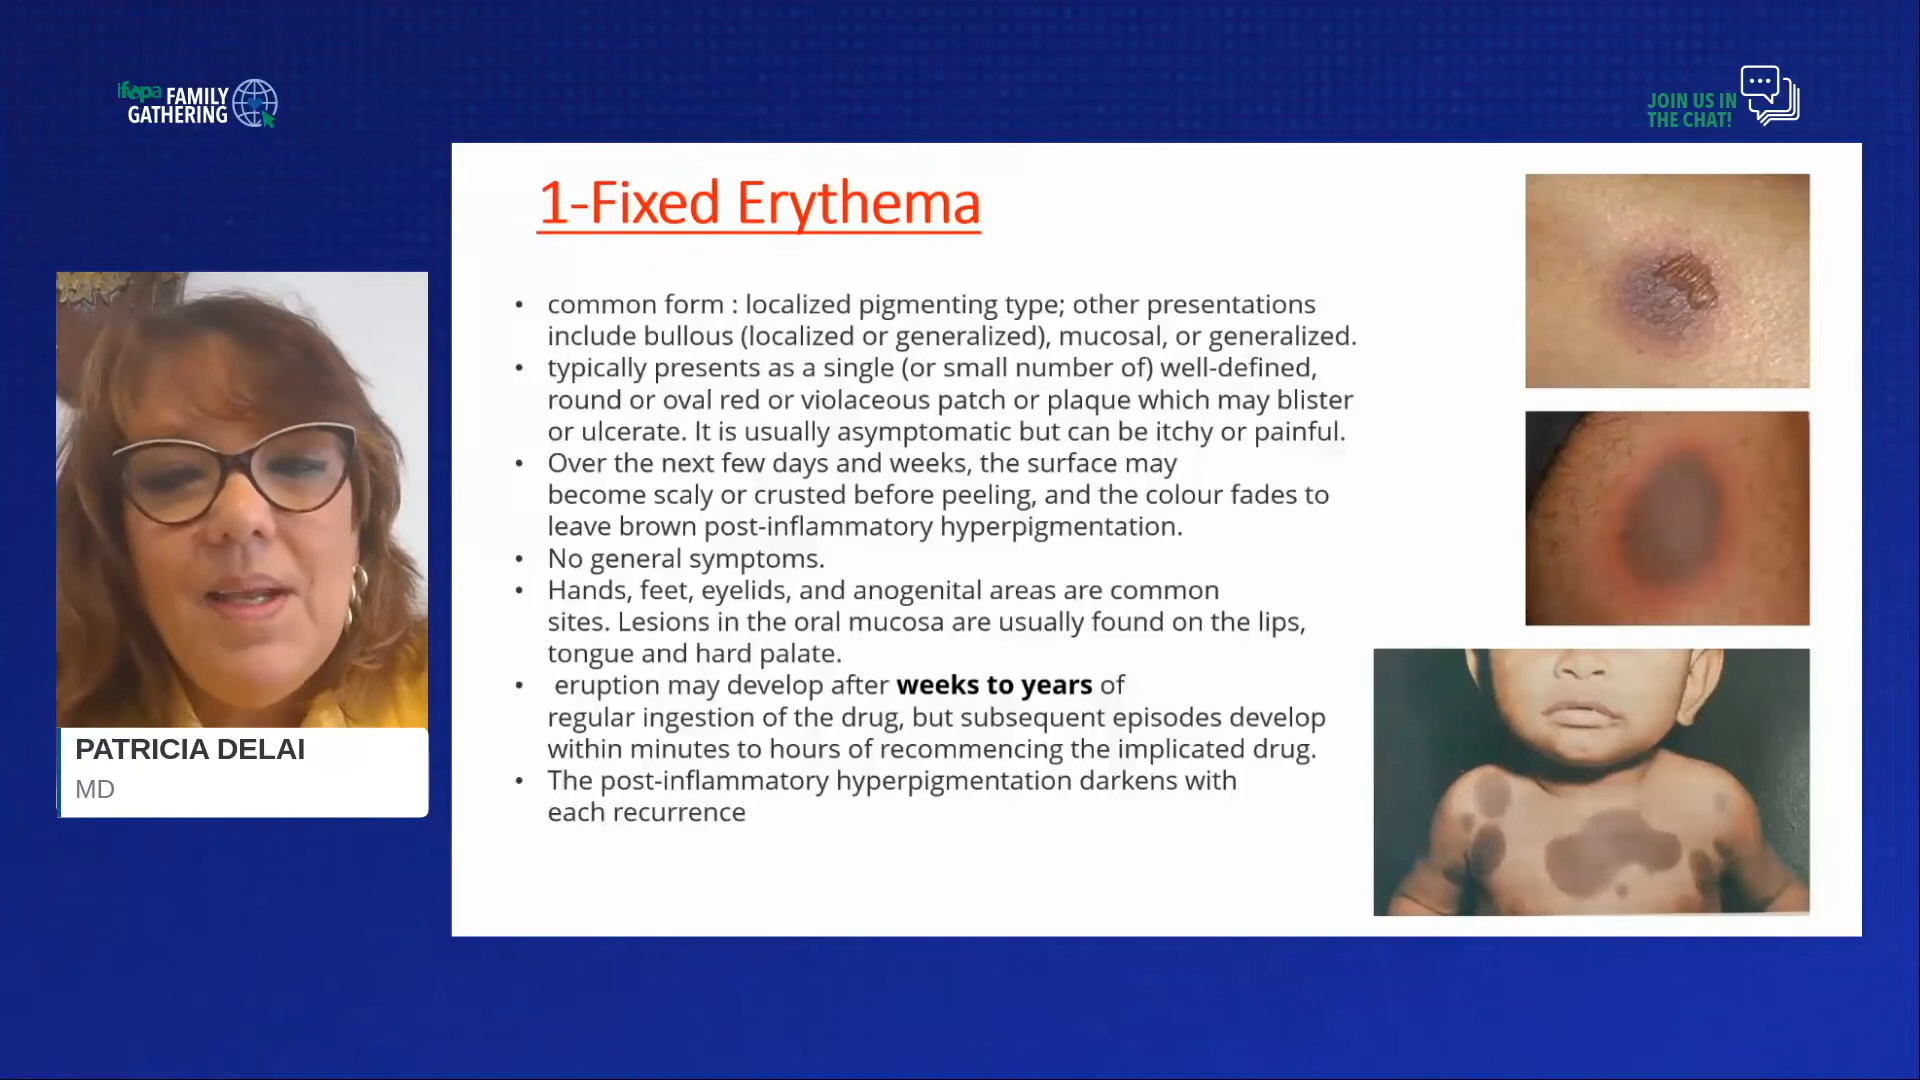 ifopa FAMILY
GATHERING
JOIN US IN
THE CHAT!
1-Fixed Erythema
• common form : localized pigmenting type; other presentations
include bullous (localized or generalized), mucosal, or generalized.
• typically presents as a single (or small number of) well-defined,
round or oval red or violaceous patch or plaque which may blister
or ulcerate. It is usually asymptomatic but can be itchy or painful.
• Over the next few days and weeks, the surface may
become scaly or crusted before peeling, and the colour fades to
leave brown post-inflammatory hyperpigmentation.
• No general symptoms.
• Hands, feet, eyelids, and anogenital areas are common
sites. Lesions in the oral mucosa are usually found on the lips,
tongue and hard palate.
• eruption may develop after weeks to years of
regular ingestion of the drug, but subsequent episodes develop
within minutes to hours of recommencing the implicated drug.
• The post-inflammatory hyperpigmentation darkens with
each recurrence
PATRICIA DELAI
MD